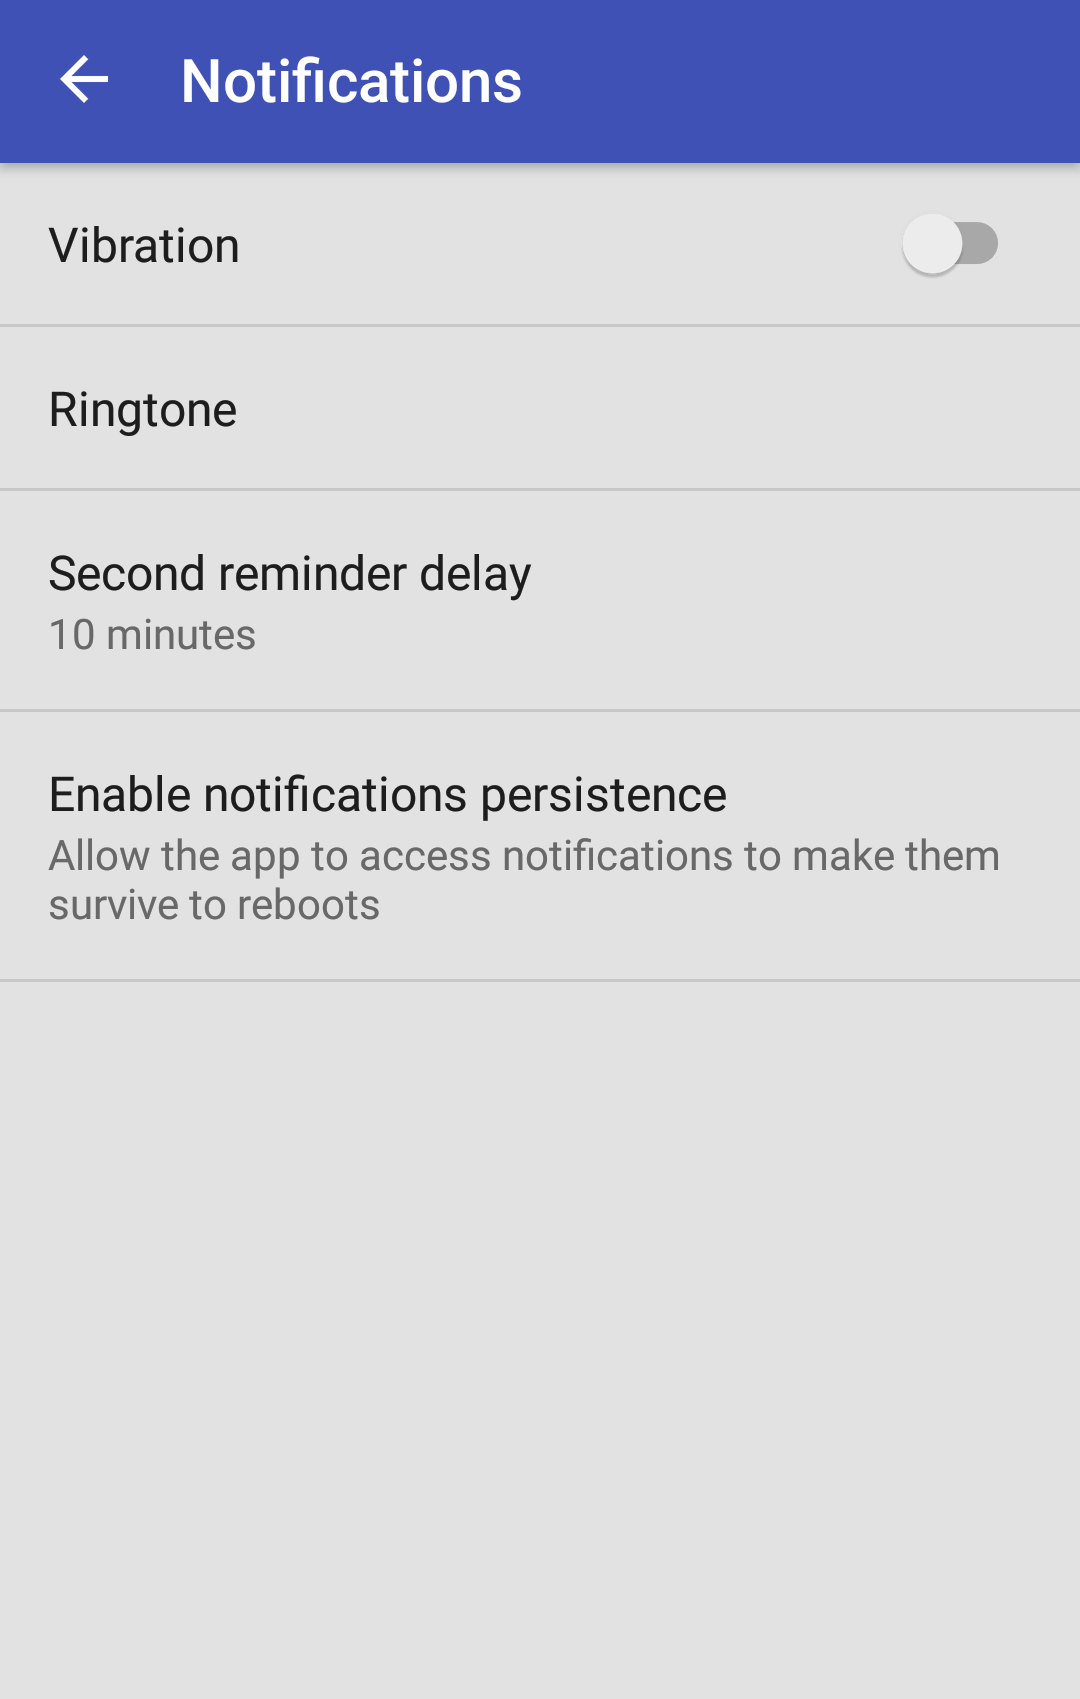 Notifications
Vibration
Ringtone
Second reminder delay
10 minutes
Enable notifications persistence
Allow the app to access notifications to make them
survive to reboots